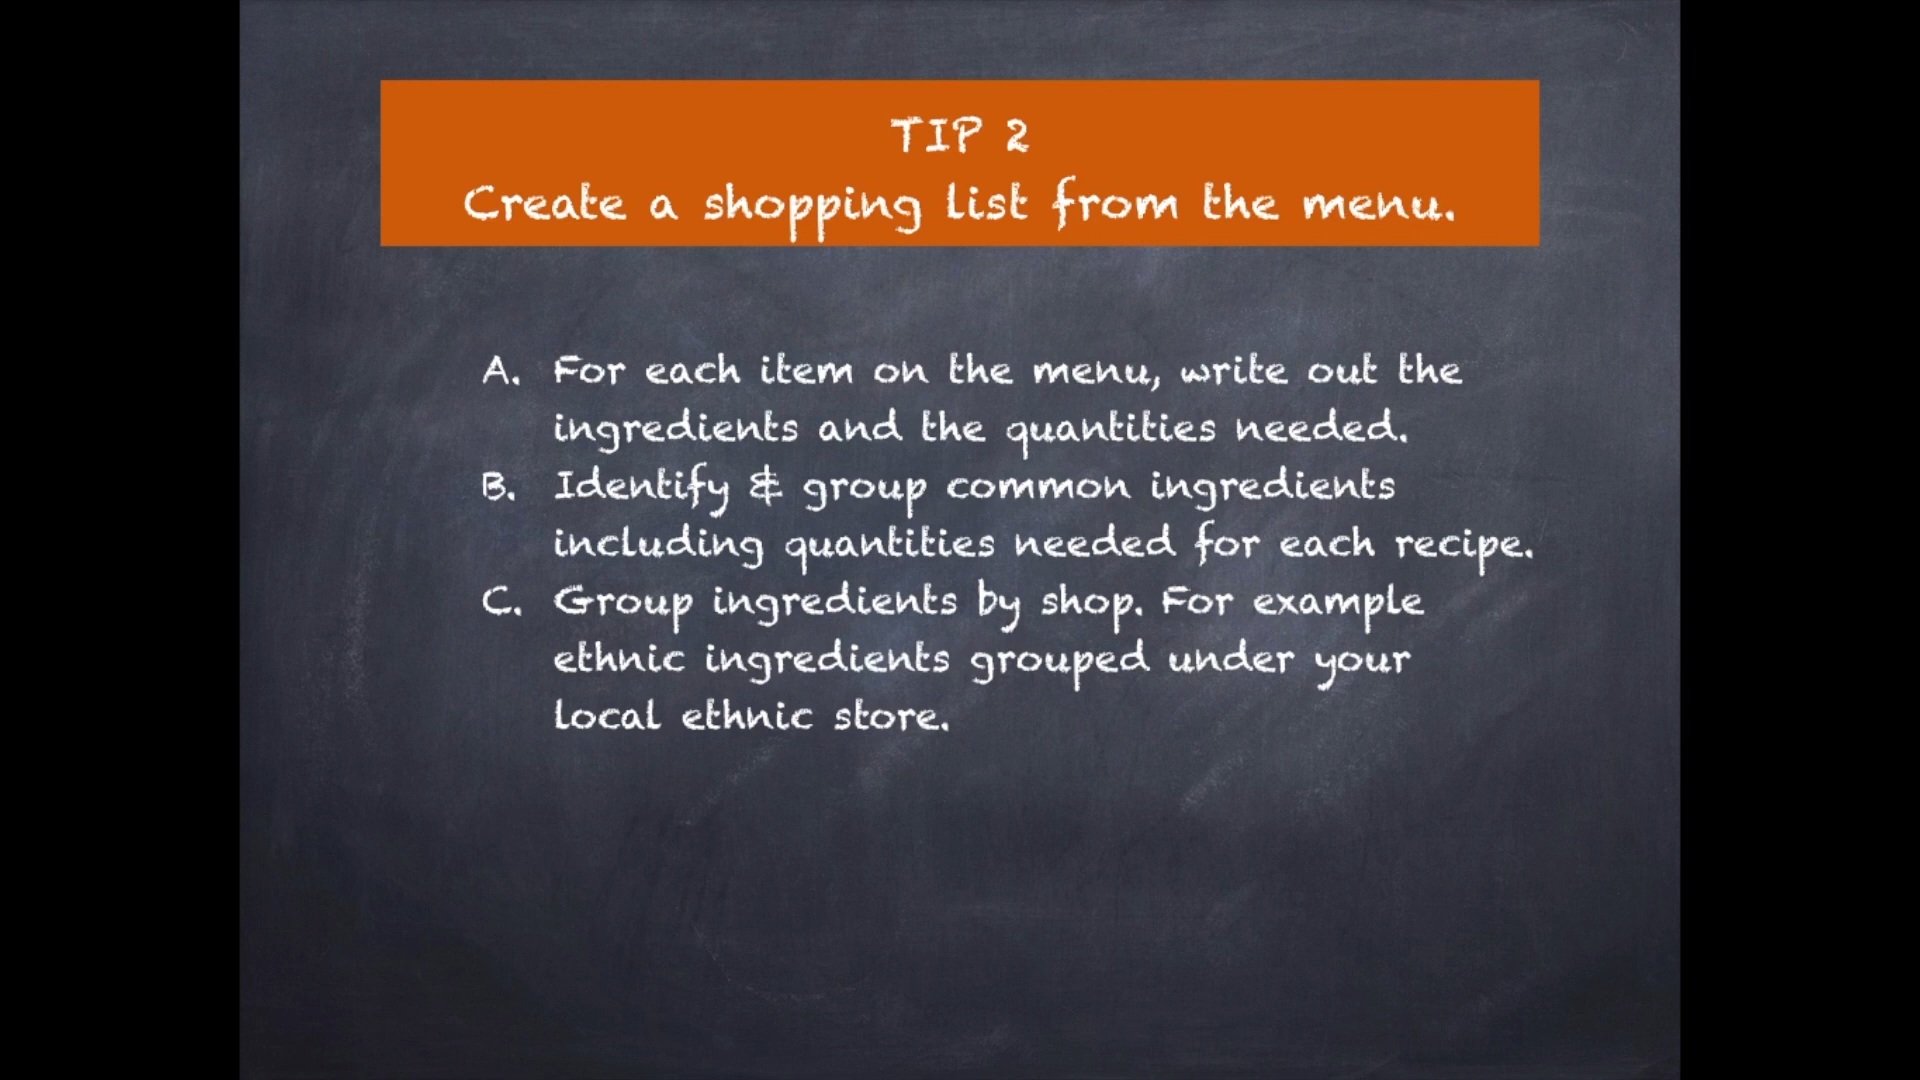 TIP 2
Create a shopping list from the menu.
A. For each item on the menu, write out the
ingredients and the quantities needed.
B. Identify & group common ingredients
including quantities needed for each recipe.
C. Group ingredients by shop. For example
ethnic ingredients grouped under your
local ethnic store.